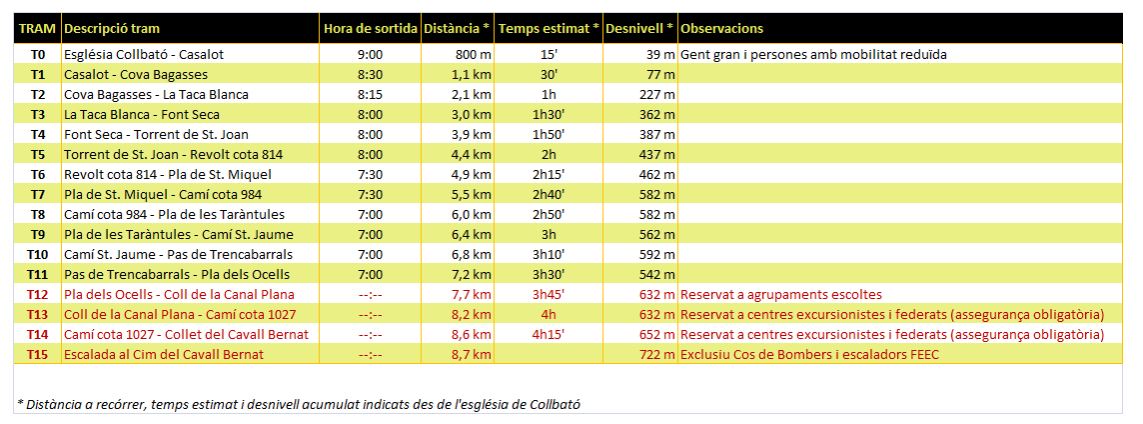 TRAM Descripció tram Hora de sortida Distància * Temps estimat * Desnivell * Observacions
T0 Església Collbató - Casalot 9:00 800 m 15' 39 m Gent gran i persones amb mobilitat reduïda
T1 Casalot - Cova Bagasses 8:30 1,1 km 30' 77 m
T2 Cova Bagasses - La Taca Blanca 8:15 2,1 km 1h 227 m
T3 La Taca Blanca - Font Seca 8:00 3,0 km 1h30' 362 m
T4 Font Seca - Torrent de St. Joan 8:00 3,9 km 1h50' 387 m
T5 Torrent de St. Joan - Revolt cota 814 8:00 4,4 km 2h 437 m
T6 Revolt cota 814 - Pla de St. Miquel 7:30 4,9 km 2h15' 462 m
T7 Pla de St. Miquel - Camí cota 984 7:30 5,5 km 2h40' 582 m
T8 Camí cota 984 - Pla de les Taràntules 7:00 6,0 km 2h50' 582 m
T9 Pla de les Taràntules - Camí St. Jaume 7:00 6,4 km 3h 562 m
T10 Camí St. Jaume - Pas de Trencabarrals 7:00 6,8 km 3h10' 592 m
T11 Pas de Trencabarrals - Pla dels Ocells 7:00 7,2 km 3h30' 542 m
T12 Pla dels Ocells - Coll de la Canal Plana --:-- 7,7 km 3h45' 632 m Reservat a agrupaments escoltes
T13 Coll de la Canal Plana - Camí cota 1027 --:-- 8,2 km 4h 632 m Reservat a centres excursionistes i federats (assegurança obligatòria)
T14 Camí cota 1027 - Collet del Cavall Bernat --:-- 8,6 km 4h15' 652 m Reservat a centres excursionistes i federats (assegurança obligatòria)
T15 Escalada al Cim del Cavall Bernat --:-- 8,7 km 722 m Exclusiu Cos de Bombers i escaladors FEEC
* Distància a recórrer, temps estimat i desnivell acumulat indicats des de l'església de Collbató